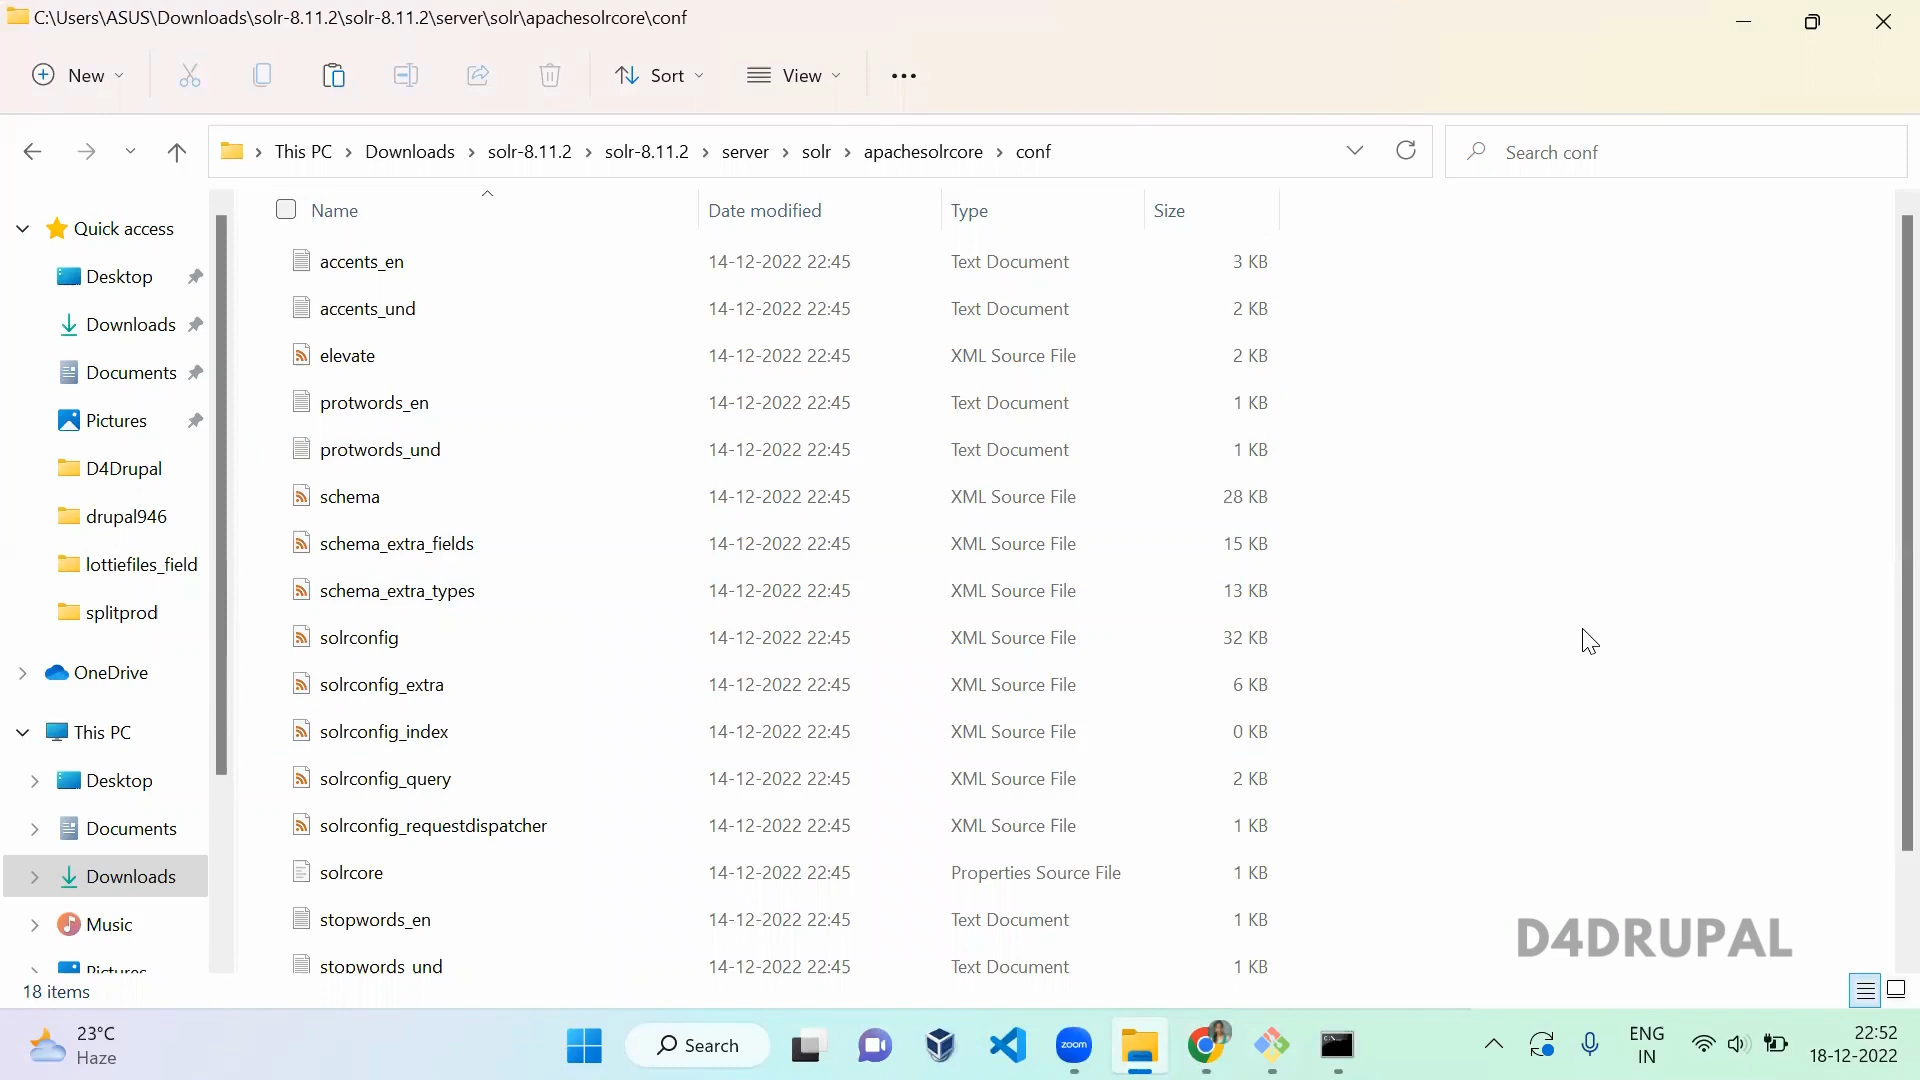 C:\Users\ASUS\Downloads\solr-8.11.2\solr-8.11.2\server\solr\apachesolrcore\conf
New Sort View
This PC Downloads solr-8.11.2 solr-8.11.2 server solr apachesolrcore conf Search conf
Name Date modified Type Size
Quick access
Desktop
Downloads
Documents
Pictures
D4Drupal
drupal946
lottiefiles_field
splitprod
OneDrive
This PC
Desktop
Documents
Downloads
Music
Pictures
accents_en 14-12-2022 22:45 Text Document 3 KB
accents_und 14-12-2022 22:45 Text Document 2 KB
elevate 14-12-2022 22:45 XML Source File 2 KB
protwords_en 14-12-2022 22:45 Text Document 1 KB
protwords_und 14-12-2022 22:45 Text Document 1 KB
schema 14-12-2022 22:45 XML Source File 28 KB
schema_extra_fields 14-12-2022 22:45 XML Source File 15 KB
schema_extra_types 14-12-2022 22:45 XML Source File 13 KB
solrconfig 14-12-2022 22:45 XML Source File 32 KB
solrconfig_extra 14-12-2022 22:45 XML Source File 6 KB
solrconfig_index 14-12-2022 22:45 XML Source File 0 KB
solrconfig_query 14-12-2022 22:45 XML Source File 2 KB
solrconfig_requestdispatcher 14-12-2022 22:45 XML Source File 1 KB
solrcore 14-12-2022 22:45 Properties Source File 1 KB
stopwords_en 14-12-2022 22:45 Text Document 1 KB
stopwords_und 14-12-2022 22:45 Text Document 1 KB
D4DRUPAL
18 items
23°C
Haze
Search
zoom
ENG
IN
22:52
18-12-2022